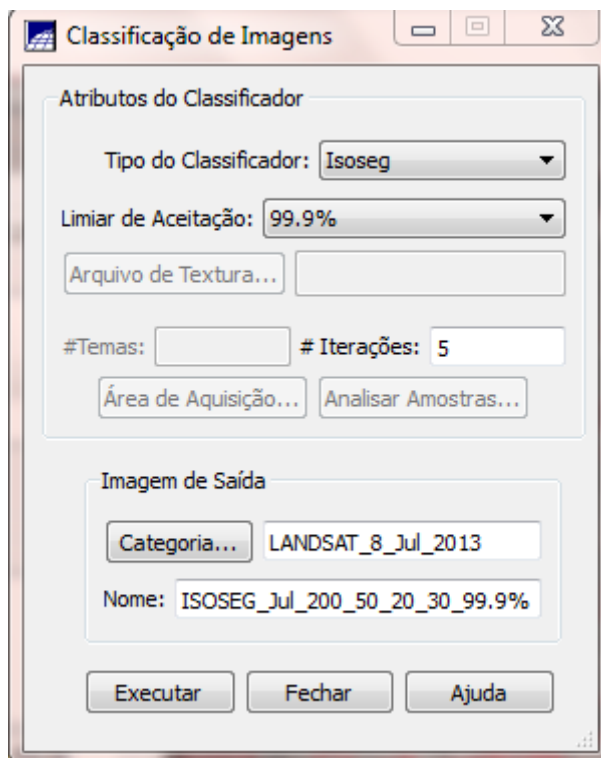 Classificação de Imagens
Atributos do Classificador
Tipo do Classificador: Isoseg
Limiar de Aceitação: 99.9%
Arquivo de Textura...
#Temas: # Iterações: 5
Área de Aquisição... Analisar Amostras...
Imagem de Saída
Categoria... LANDSAT_8_Jul_2013
Nome: ISOSEG_Jul_200_50_20_30_99.9%
Executar Fechar Ajuda